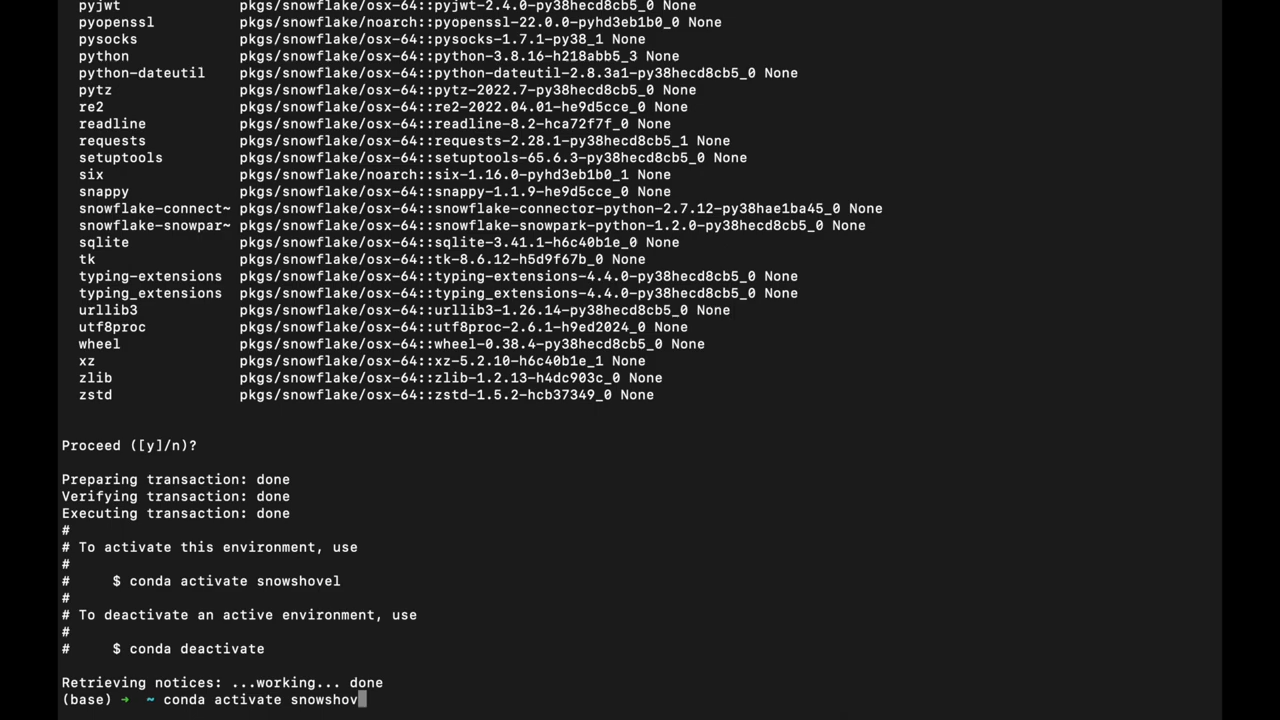 pyjwt pkgs/snowflake/osx-64::pyjwt-2.4.0-py38hecd8cb5_0 None
pyopenssl pkgs/snowflake/noarch::pyopenssl-22.0.0-pyhd3eb1b0_0 None
pysocks pkgs/snowflake/osx-64::pysocks-1.7.1-py38_1 None
python pkgs/snowflake/osx-64::python-3.8.16-h218abb5_3 None
python-dateutil pkgs/snowflake/osx-64::python-dateutil-2.8.3a1-py38hecd8cb5_0 None
pytz pkgs/snowflake/osx-64::pytz-2022.7-py38hecd8cb5_0 None
re2 pkgs/snowflake/osx-64::re2-2022.04.01-he9d5cce_0 None
readline pkgs/snowflake/osx-64::readline-8.2-hca72f7f_0 None
requests pkgs/snowflake/osx-64::requests-2.28.1-py38hecd8cb5_1 None
setuptools pkgs/snowflake/osx-64::setuptools-65.6.3-py38hecd8cb5_0 None
six pkgs/snowflake/noarch::six-1.16.0-pyhd3eb1b0_1 None
snappy pkgs/snowflake/osx-64::snappy-1.1.9-he9d5cce_0 None
snowflake-connect~ pkgs/snowflake/osx-64::snowflake-connector-python-2.7.12-py38hae1ba45_0 None
snowflake-snowpar~ pkgs/snowflake/osx-64::snowflake-snowpark-python-1.2.0-py38hecd8cb5_0 None
sqlite pkgs/snowflake/osx-64::sqlite-3.41.1-h6c40b1e_0 None
tk pkgs/snowflake/osx-64::tk-8.6.12-h5d9f67b_0 None
typing-extensions pkgs/snowflake/osx-64::typing-extensions-4.4.0-py38hecd8cb5_0 None
typing_extensions pkgs/snowflake/osx-64::typing_extensions-4.4.0-py38hecd8cb5_0 None
urllib3 pkgs/snowflake/osx-64::urllib3-1.26.14-py38hecd8cb5_0 None
utf8proc pkgs/snowflake/osx-64::utf8proc-2.6.1-h9ed2024_0 None
wheel pkgs/snowflake/osx-64::wheel-0.38.4-py38hecd8cb5_0 None
xz pkgs/snowflake/osx-64::xz-5.2.10-h6c40b1e_1 None
zlib pkgs/snowflake/osx-64::zlib-1.2.13-h4dc903c_0 None
zstd pkgs/snowflake/osx-64::zstd-1.5.2-hcb37349_0 None
Proceed ([y]/n)?
Preparing transaction: done
Verifying transaction: done
Executing transaction: done
#
# To activate this environment, use
#
# $ conda activate snowshovel
#
# To deactivate an active environment, use
#
# $ conda deactivate
Retrieving notices: ...working... done
(base) → ~ conda activate snowshov